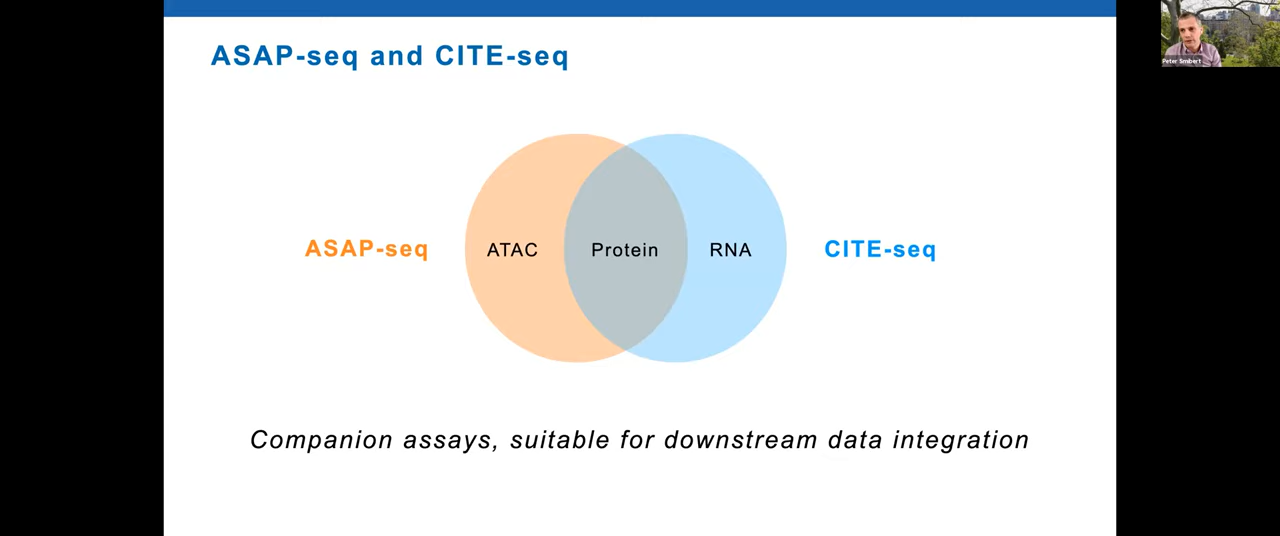 ASAP-seq and CITE-seq
Peter Smibert
ASAP-seq ATAC Protein RNA CITE-seq
Companion assays, suitable for downstream data integration